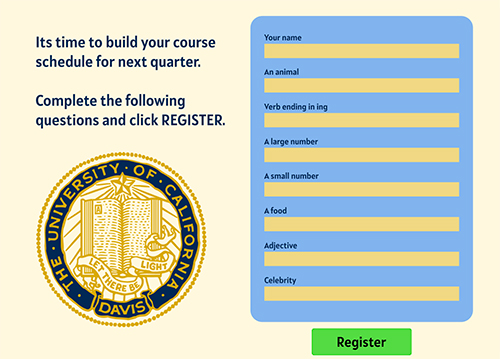 Its time to build your course
schedule for next quarter.
Complete the following
questions and click REGISTER.
THE · UNIVERSITY · OF · CALIFORNIA
LET THERE BE
LIGHT
· DAVIS ·
Your name
An animal
Verb ending in ing
A large number
A small number
A food
Adjective
Celebrity
Register